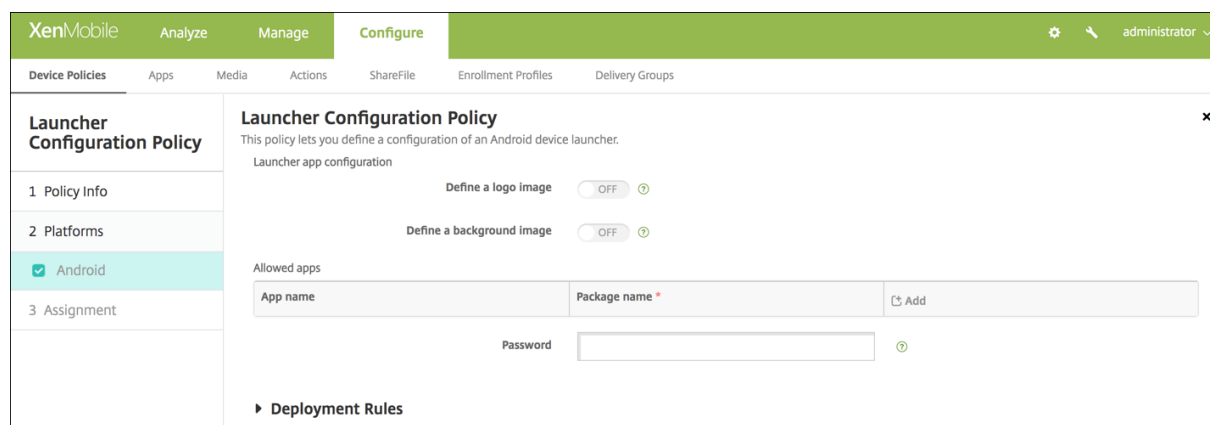 XenMobile Analyze Manage Configure administrator
Device Policies Apps Media Actions ShareFile Enrollment Profiles Delivery Groups
Launcher
Configuration Policy
1 Policy Info
2 Platforms
Android
3 Assignment
Launcher Configuration Policy
This policy lets you define a configuration of an Android device launcher.
Launcher app configuration
Define a logo image OFF ?
Define a background image OFF ?
Allowed apps
App name Package name * Add
Password ?
Deployment Rules